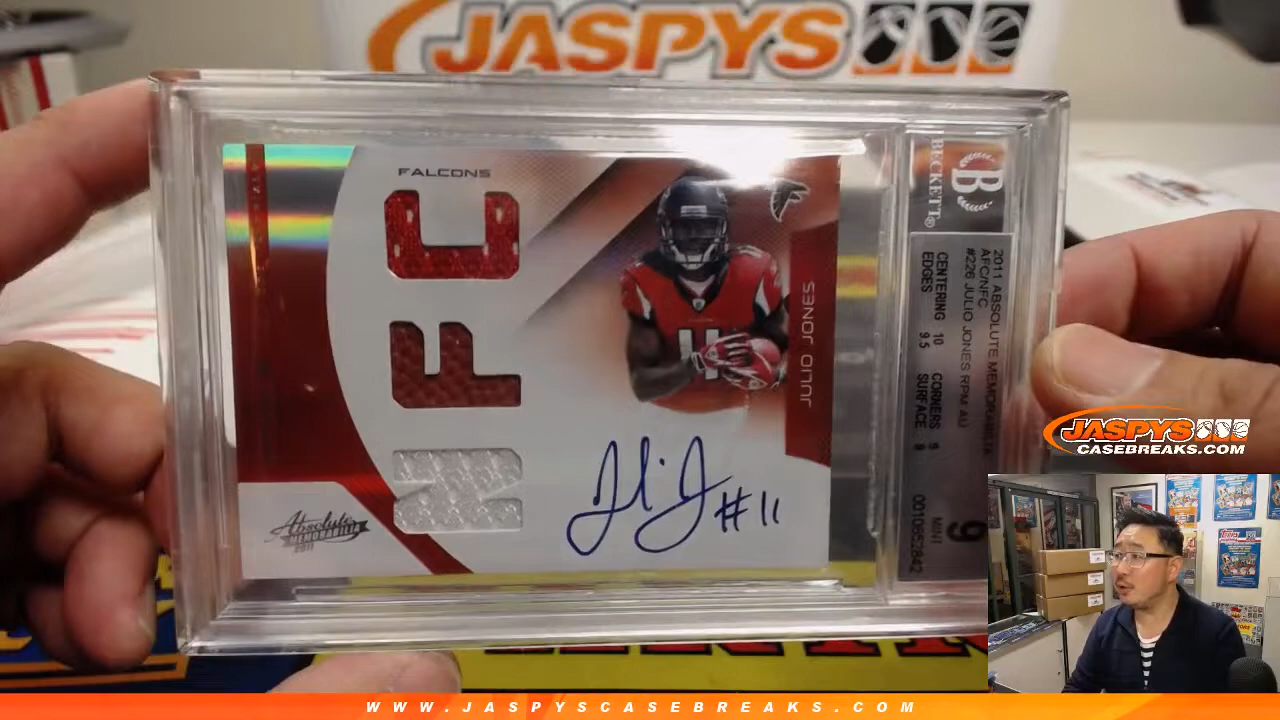 JASPYS
FALCONS
NFC
JULIO JONES
Absolute
MEMORABILIA
2011
#11
BECKETT®
B
2011 ABSOLUTE MEMORABILIA
AFC/NFC
#226 JULIO JONES RPM AU
CENTERING 10 CORNERS 9
EDGES 9.5 SURFACE 9
9
MINT
0010852842
JASPYS
CASEBREAKS.COM
WWW.JASPYSCASEBREAKS.COM